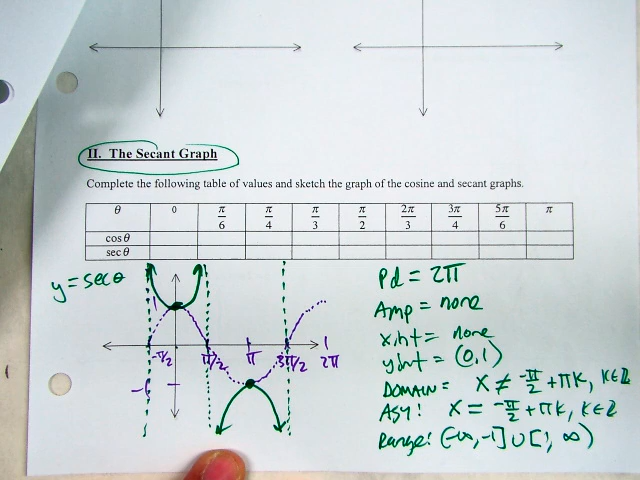 II. The Secant Graph
Complete the following table of values and sketch the graph of the cosine and secant graphs.
θ 0 π/6 π/4 π/3 π/2 2π/3 3π/4 5π/6 π
cos θ
sec θ
y = sec θ
1
-π/2 π/2 π 3π/2 2π
-1
Pd = 2π
Amp = none
x.int = none
y.int = (0,1)
DOMAIN = x ≠ -π/2 + πk, k∈ℤ
ASY: x = -π/2 + πk, k∈ℤ
Range: (-∞,-1] ∪ [1, ∞)